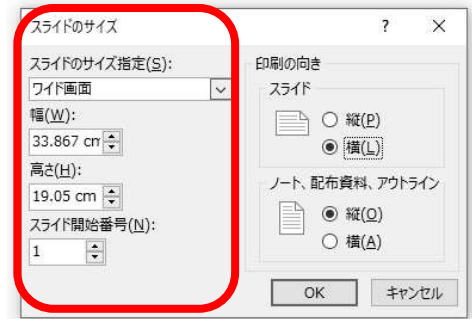 スライドのサイズ
? ×
スライドのサイズ指定(S):
ワイド画面
幅(W):
33.867 cm
高さ(H):
19.05 cm
スライド開始番号(N):
1
印刷の向き
スライド
縦(P)
横(L)
ノート、配布資料、アウトライン
縦(O)
横(A)
OK キャンセル